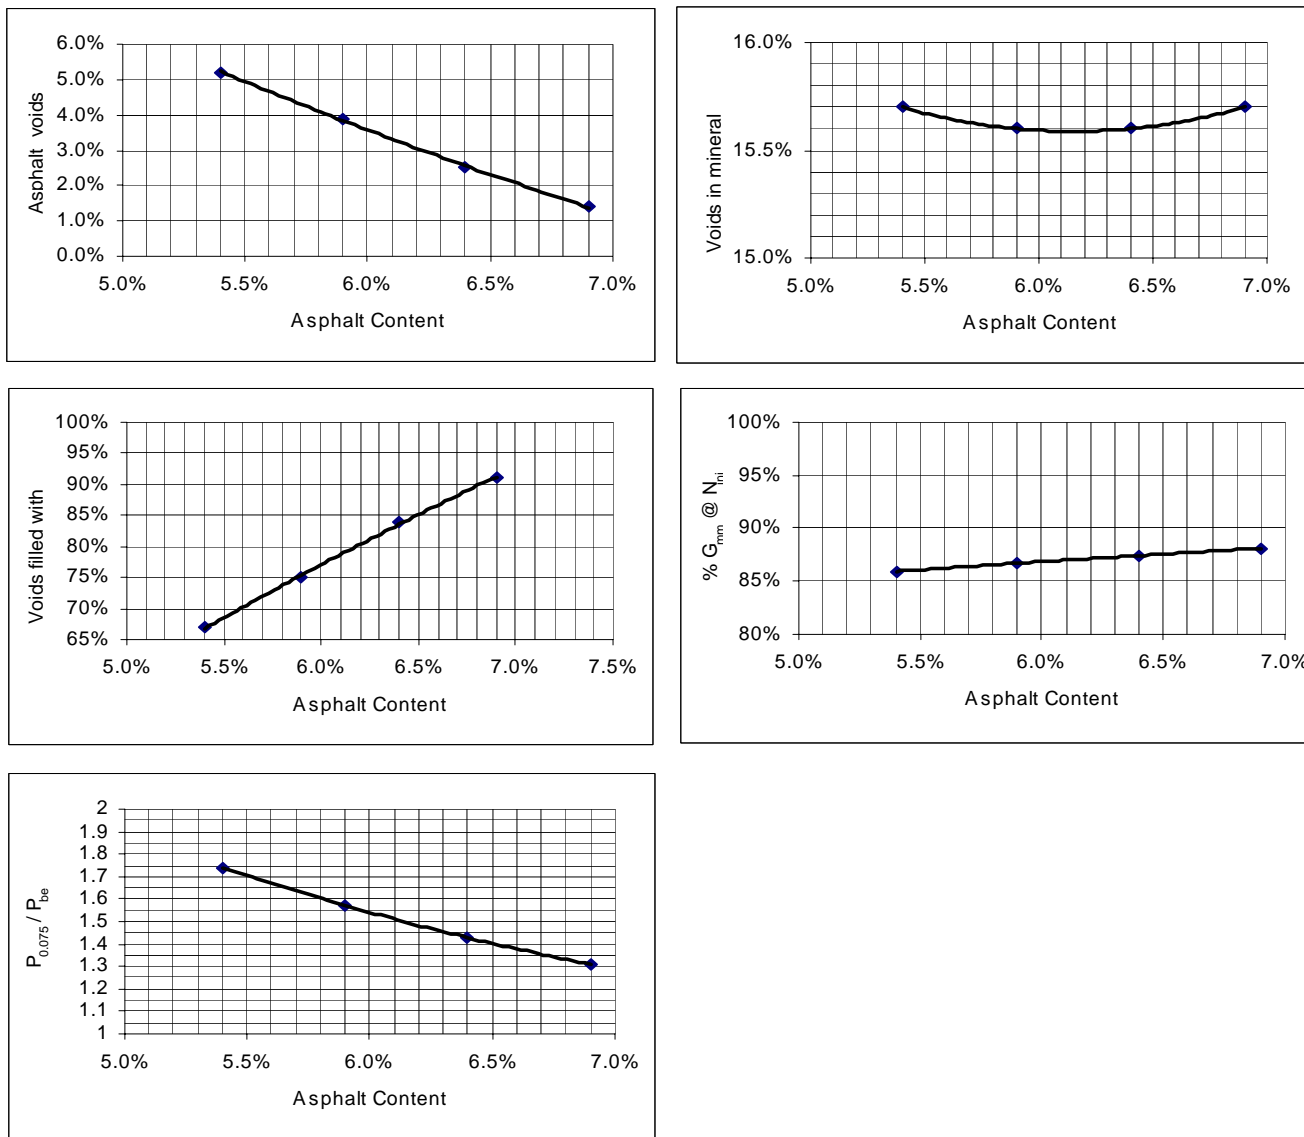 6.0%
5.0%
4.0%
3.0%
2.0%
1.0%
0.0%
Asphalt voids
5.0% 5.5% 6.0% 6.5% 7.0%
Asphalt Content
16.0%
15.5%
15.0%
Voids in mineral
5.0% 5.5% 6.0% 6.5% 7.0%
Asphalt Content
100%
95%
90%
85%
80%
75%
70%
65%
Voids filled with
5.0% 5.5% 6.0% 6.5% 7.0% 7.5%
Asphalt Content
100%
95%
90%
85%
80%
% Gmm @ Nini
5.0% 5.5% 6.0% 6.5% 7.0%
Asphalt Content
2
1.9
1.8
1.7
1.6
1.5
1.4
1.3
1.2
1.1
1
P0.075 / Pbe
5.0% 5.5% 6.0% 6.5% 7.0%
Asphalt Content